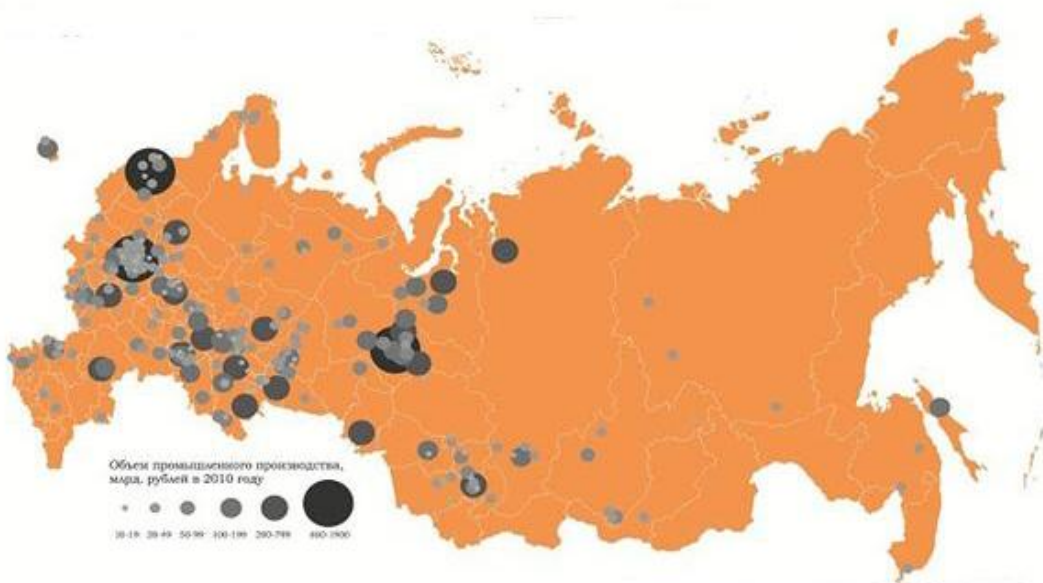 Объем промышленного производства,
млрд. рублей в 2010 году
10-19 20-49 50-99 100-199 200-799 800-1900